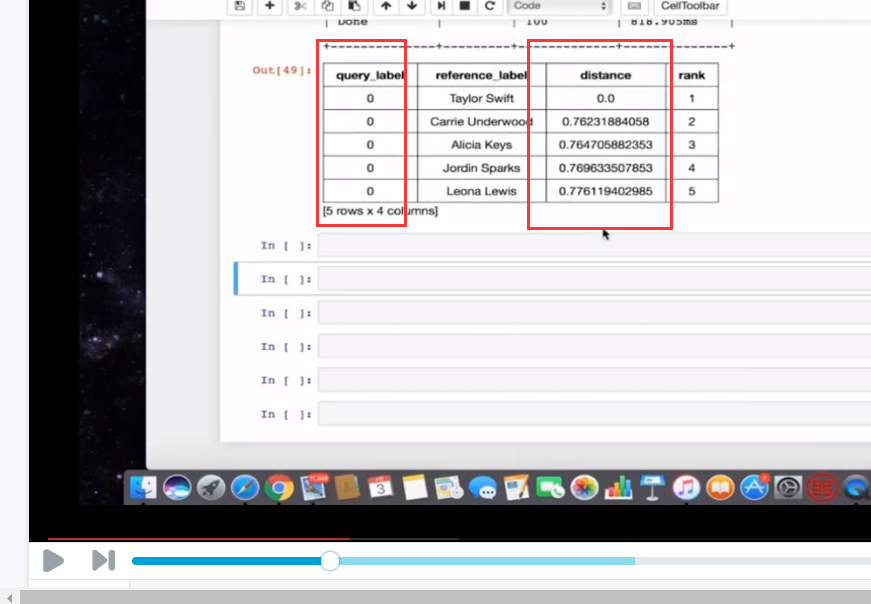 Code CellToolbar
| Done | | 100 | 818.905ms |
+--------------+---------+-------------+--------------+
Out[49]: query_label reference_label distance rank
0 Taylor Swift 0.0 1
0 Carrie Underwood 0.76231884058 2
0 Alicia Keys 0.764705882353 3
0 Jordin Sparks 0.769633507853 4
0 Leona Lewis 0.776119402985 5
[5 rows x 4 columns]
In [ ]:
In [ ]:
In [ ]:
In [ ]:
In [ ]:
In [ ]:
3